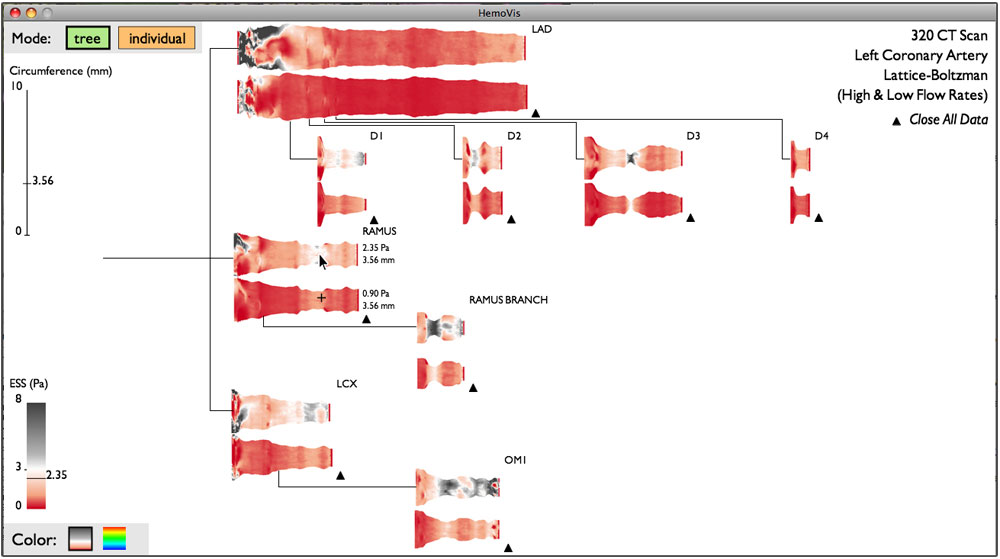 HemoVis
Mode: tree individual
320 CT Scan
Left Coronary Artery
Lattice-Boltzman
(High & Low Flow Rates)
▲ Close All Data
Circumference (mm)
10
3.56
0
LAD
D1
D2
D3
D4
RAMUS
2.35 Pa
3.56 mm
0.90 Pa
3.56 mm
RAMUS BRANCH
LCX
OM1
ESS (Pa)
8
3
2.35
0
Color: